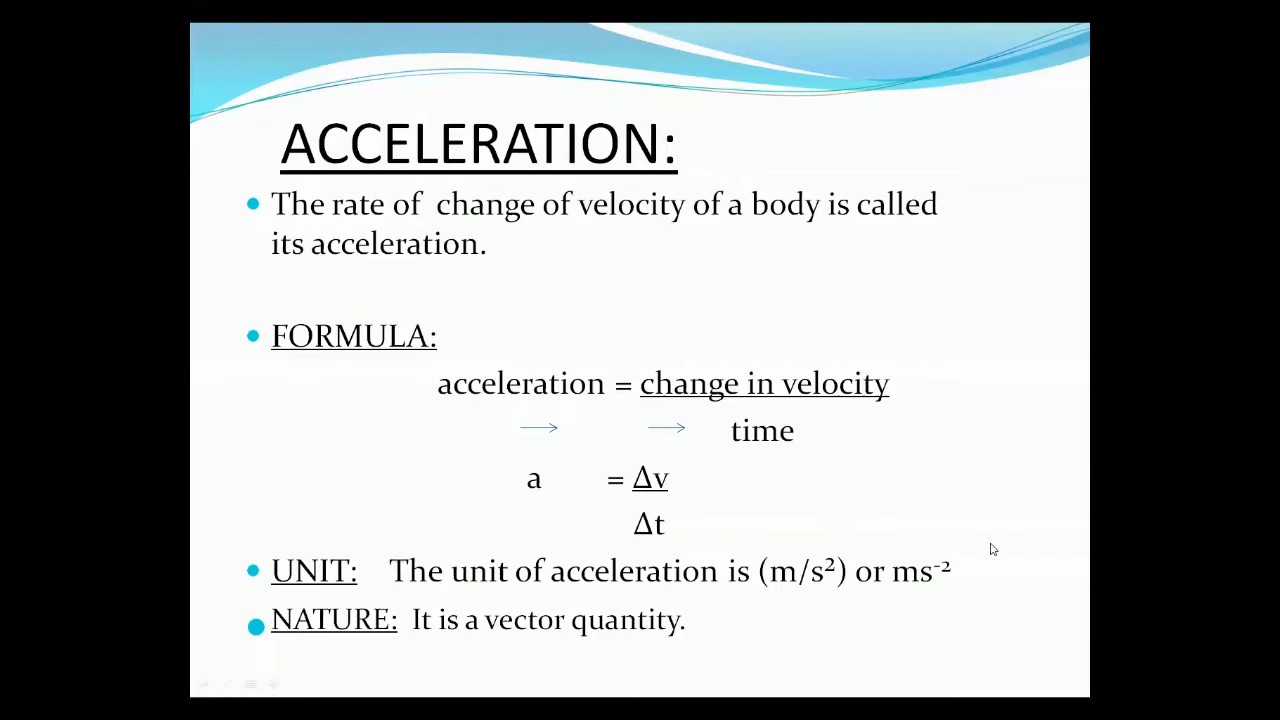 ACCELERATION:
• The rate of change of velocity of a body is called
its acceleration.
• FORMULA:
acceleration = change in velocity
→ → time
a = Δv
Δt
• UNIT: The unit of acceleration is (m/s²) or ms⁻²
• NATURE: It is a vector quantity.